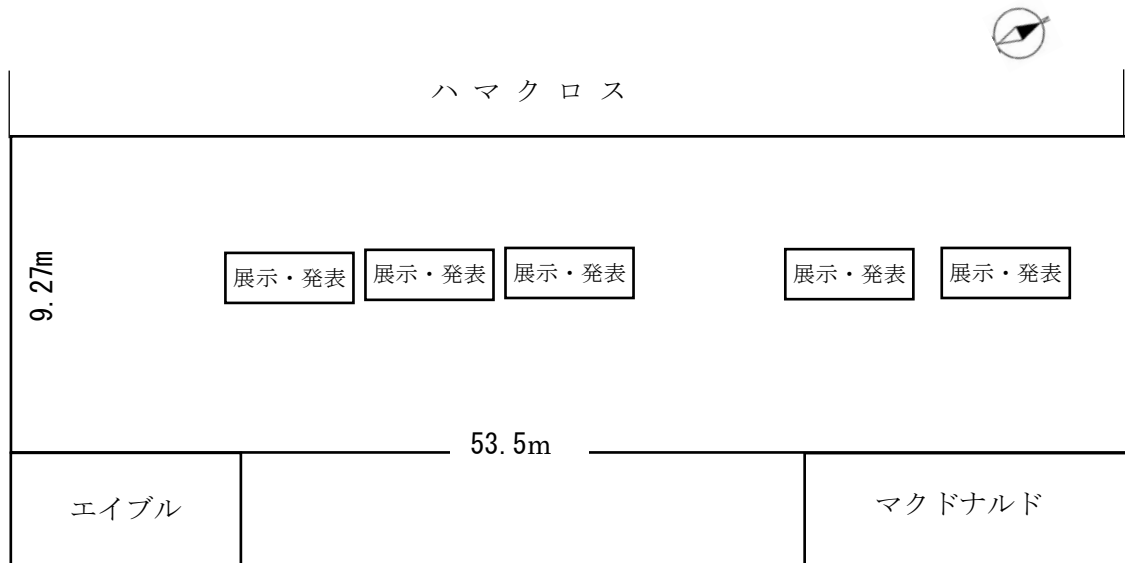 ハ マ ク ロ ス
9.27m
展示・発表
展示・発表
展示・発表
展示・発表
展示・発表
53.5m
エイブル
マクドナルド